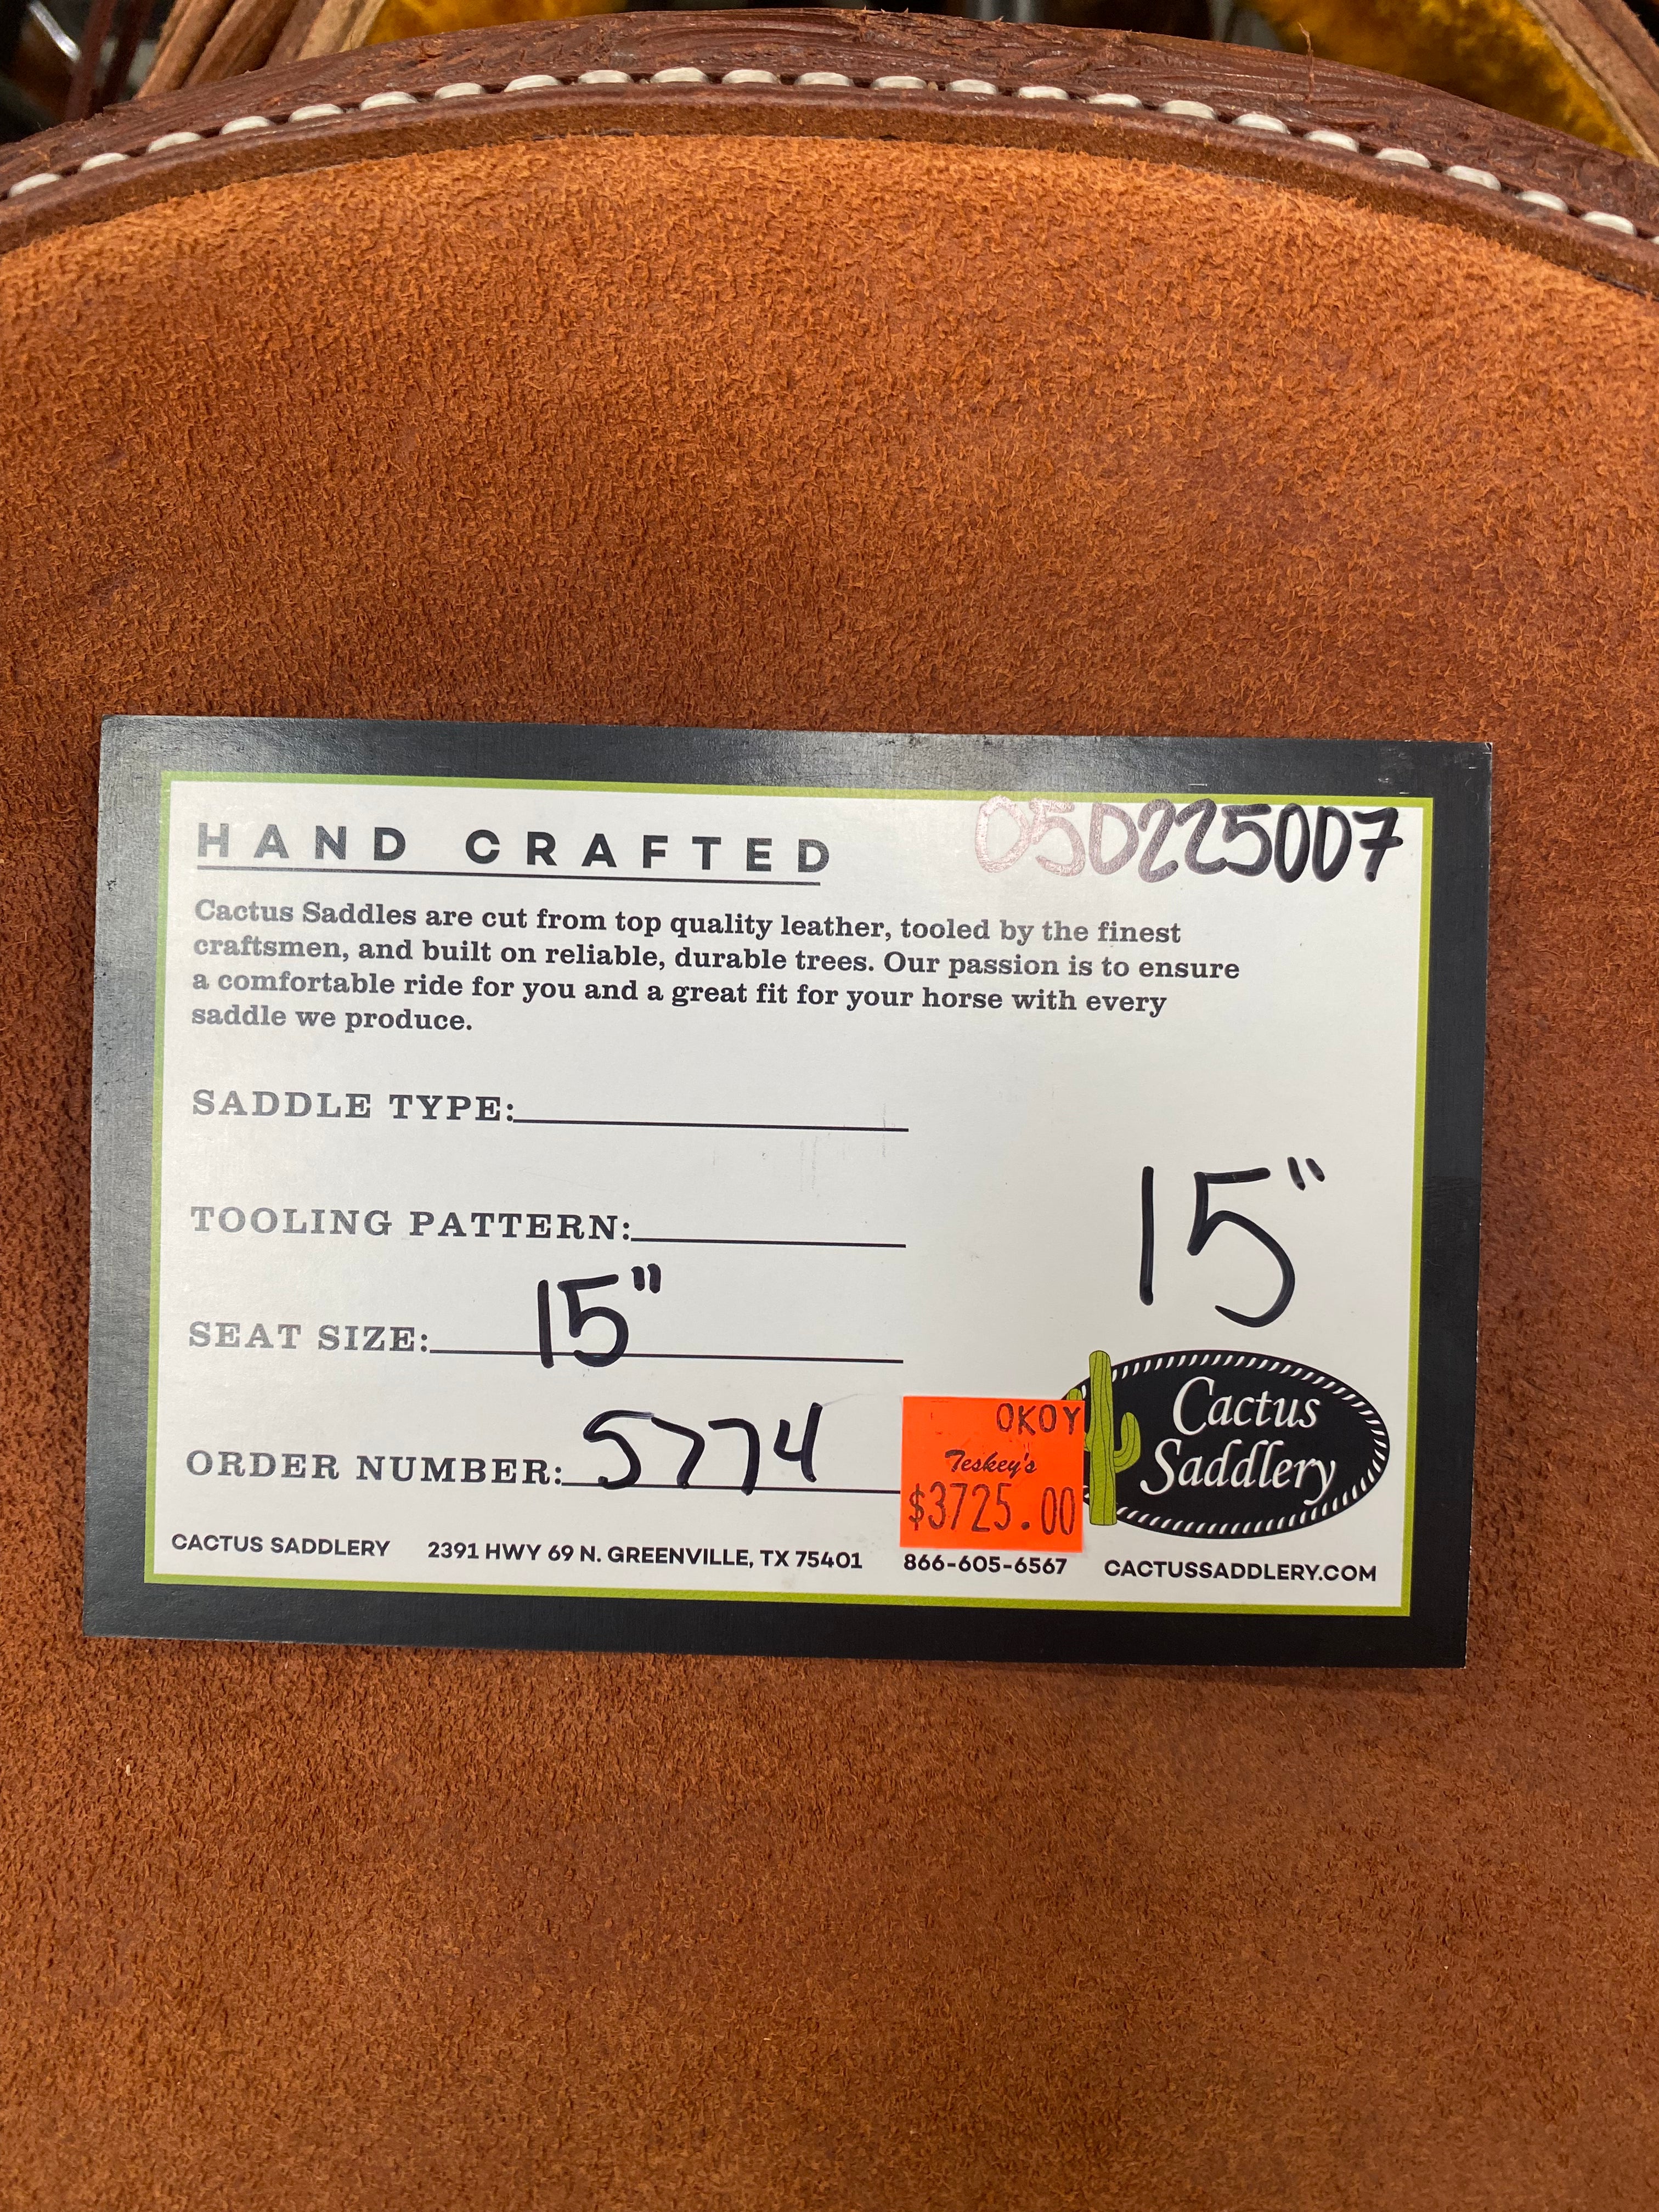 HAND CRAFTED
050225007
Cactus Saddles are cut from top quality leather, tooled by the finest
craftsmen, and built on reliable, durable trees. Our passion is to ensure
a comfortable ride for you and a great fit for your horse with every
saddle we produce.
SADDLE TYPE:
TOOLING PATTERN:
15"
SEAT SIZE: 15"
ORDER NUMBER: 5774
OKOY
Teskey's
$3725.00
Cactus
Saddlery
CACTUS SADDLERY 2391 HWY 69 N. GREENVILLE, TX 75401 866-605-6567 CACTUSSADDLERY.COM